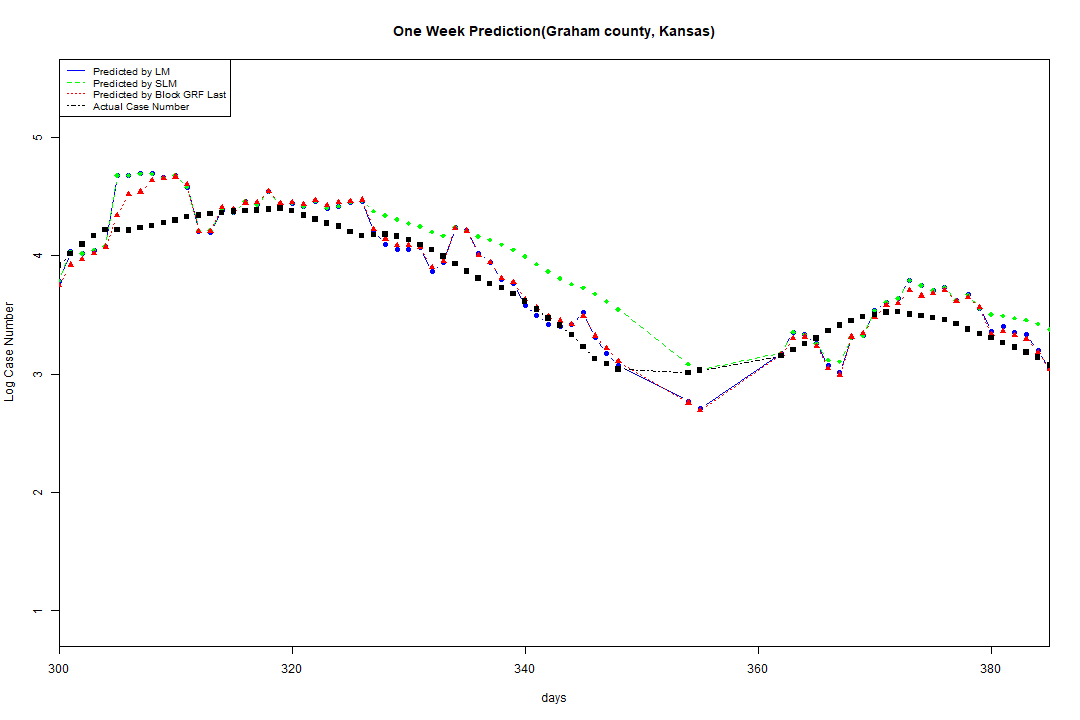 One Week Prediction(Graham county, Kansas)
Predicted by LM
Predicted by SLM
Predicted by Block GRF Last
Actual Case Number
5
4
3
2
1
Log Case Number
300 320 340 360 380
days